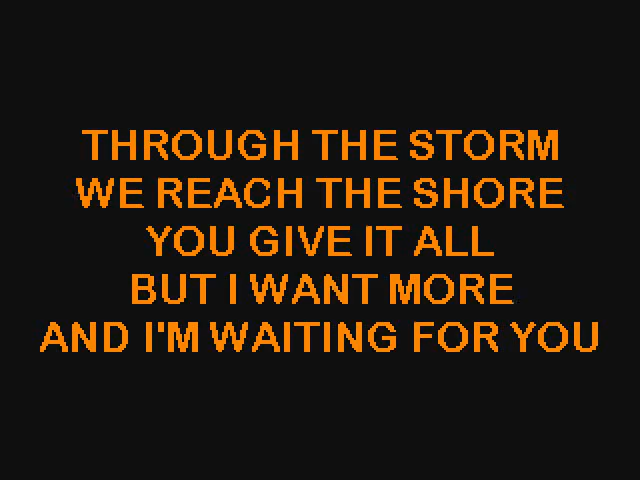 THROUGH THE STORM
WE REACH THE SHORE
YOU GIVE IT ALL
BUT I WANT MORE
AND I'M WAITING FOR YOU